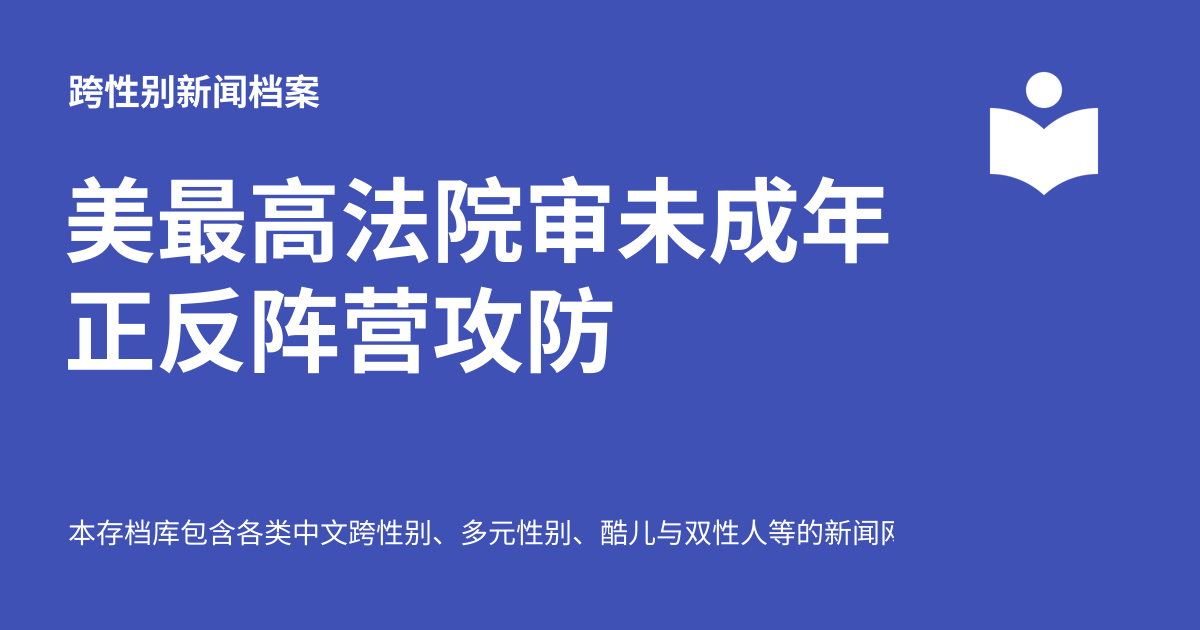 跨性别新闻档案
美最高法院审未成年
正反阵营攻防
本存档库包含各类中文跨性别、多元性别、酷儿与双性人等的新闻